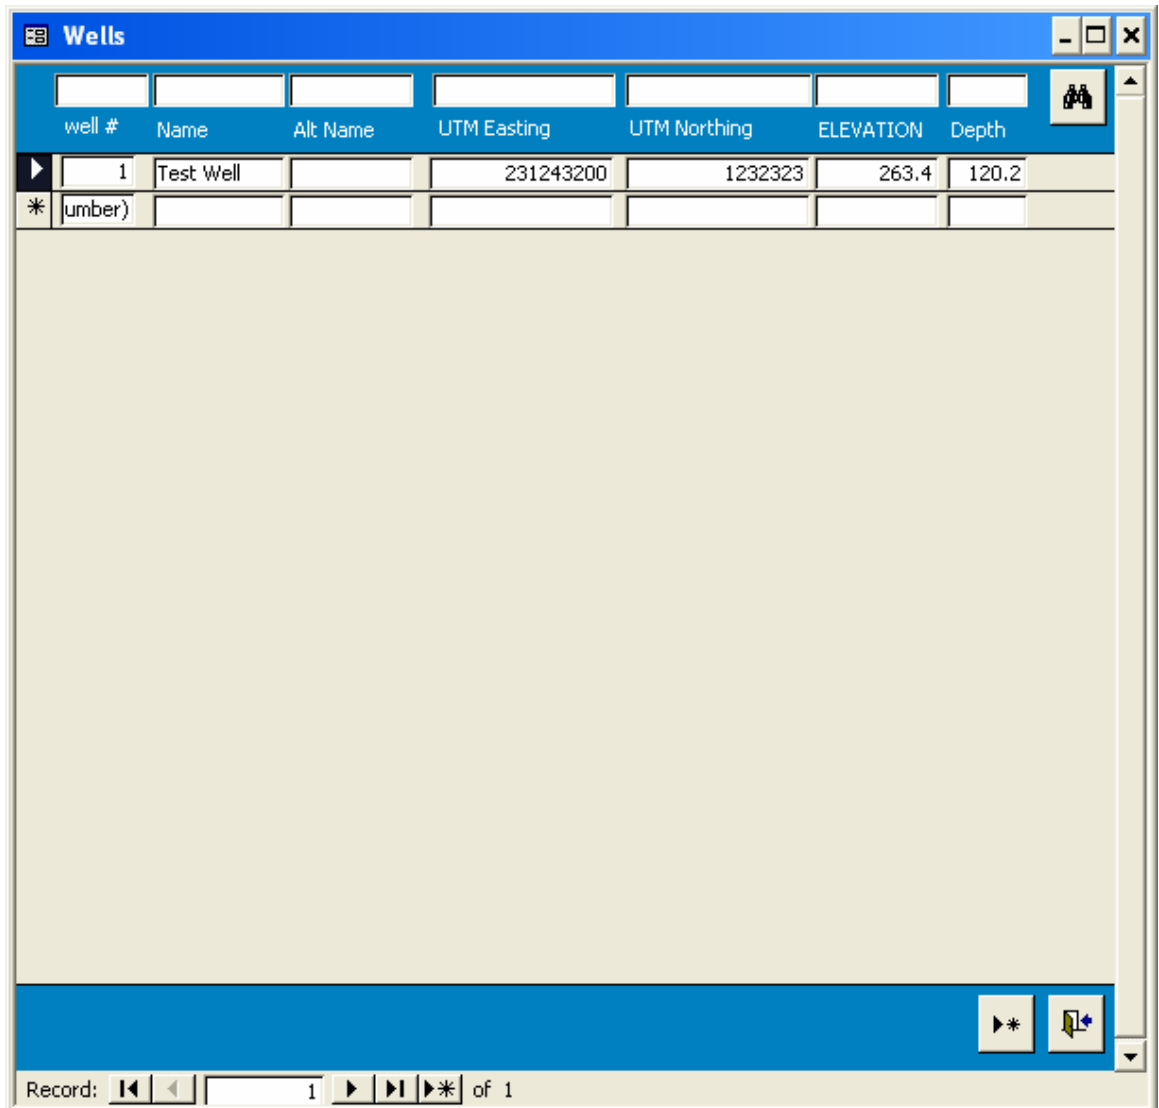 Wells
well # Name Alt Name UTM Easting UTM Northing ELEVATION Depth
1 Test Well 231243200 1232323 263.4 120.2
umber)
Record: 1 of 1